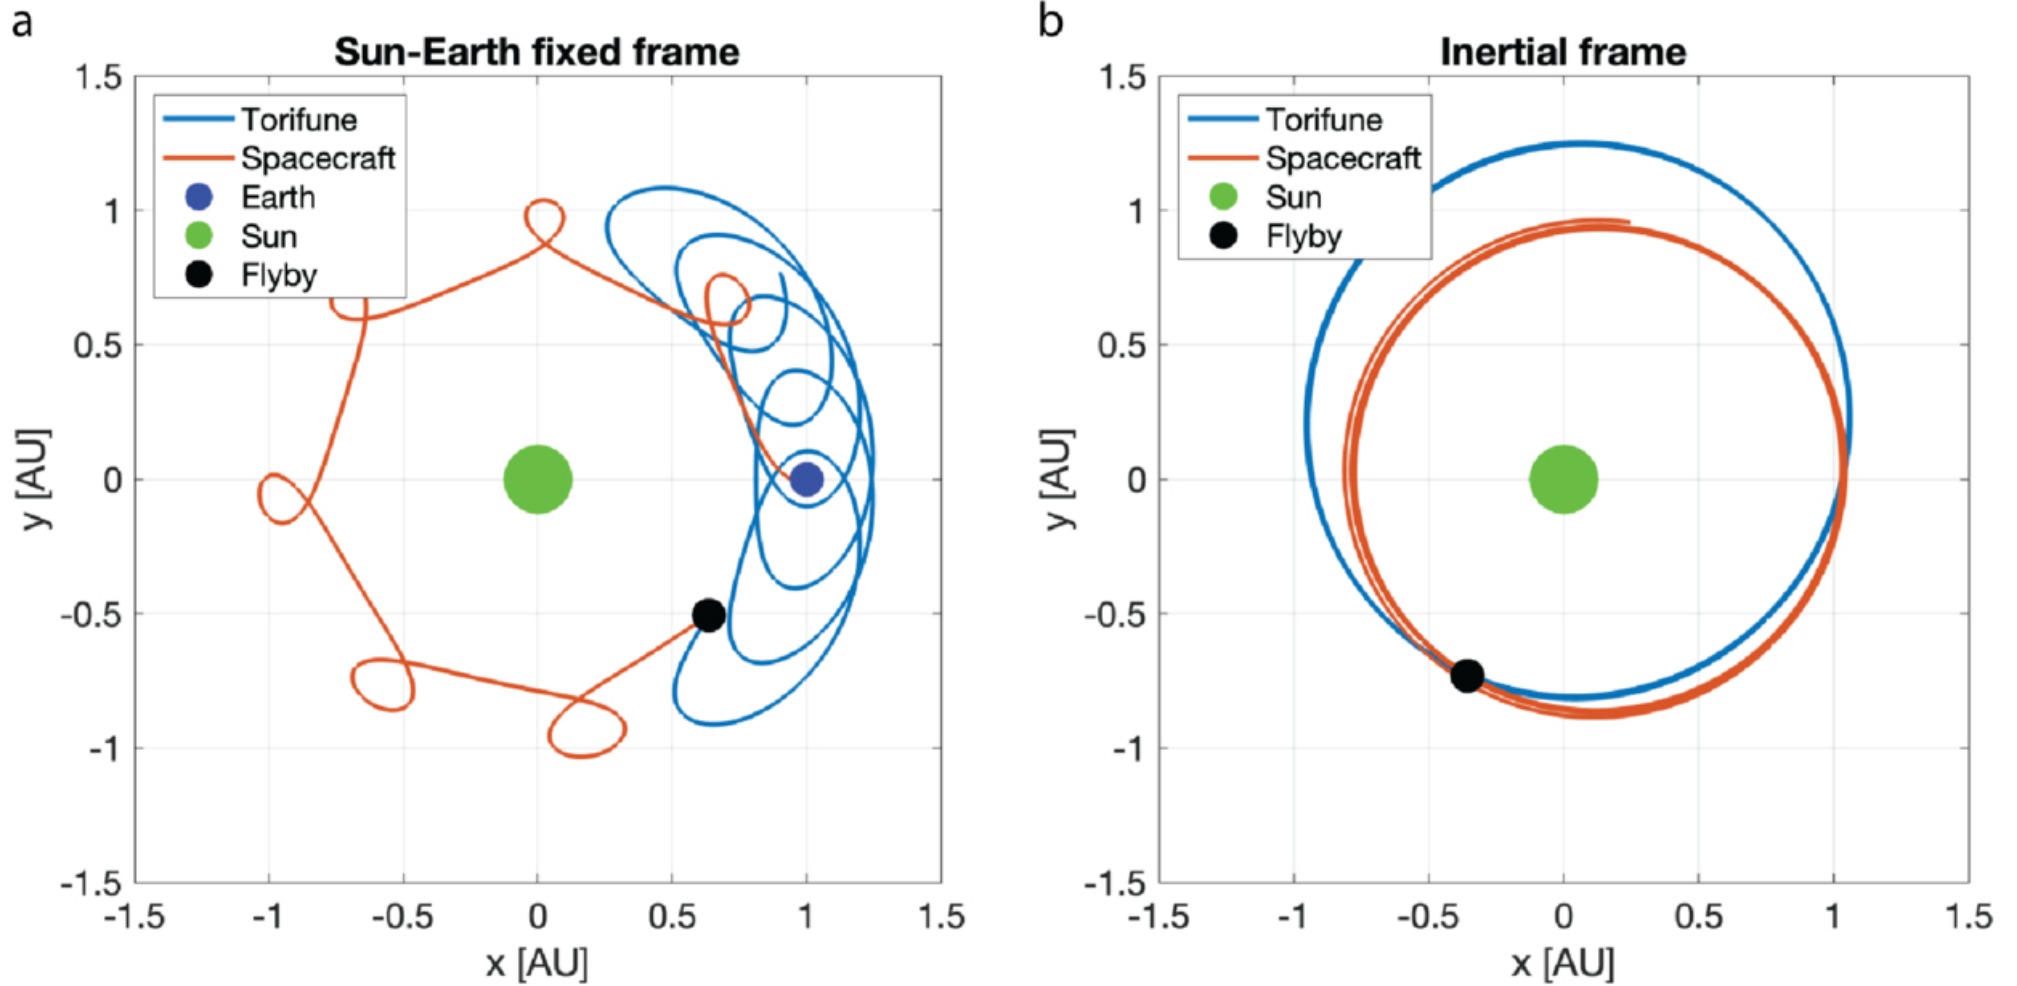 a
Sun-Earth fixed frame
1.5
1
0.5
0
-0.5
-1
-1.5
y [AU]
Torifune
Spacecraft
Earth
Sun
Flyby
-1.5 -1 -0.5 0 0.5 1 1.5
x [AU]
b
Inertial frame
1.5
1
0.5
0
-0.5
-1
-1.5
y [AU]
Torifune
Spacecraft
Sun
Flyby
-1.5 -1 -0.5 0 0.5 1 1.5
x [AU]